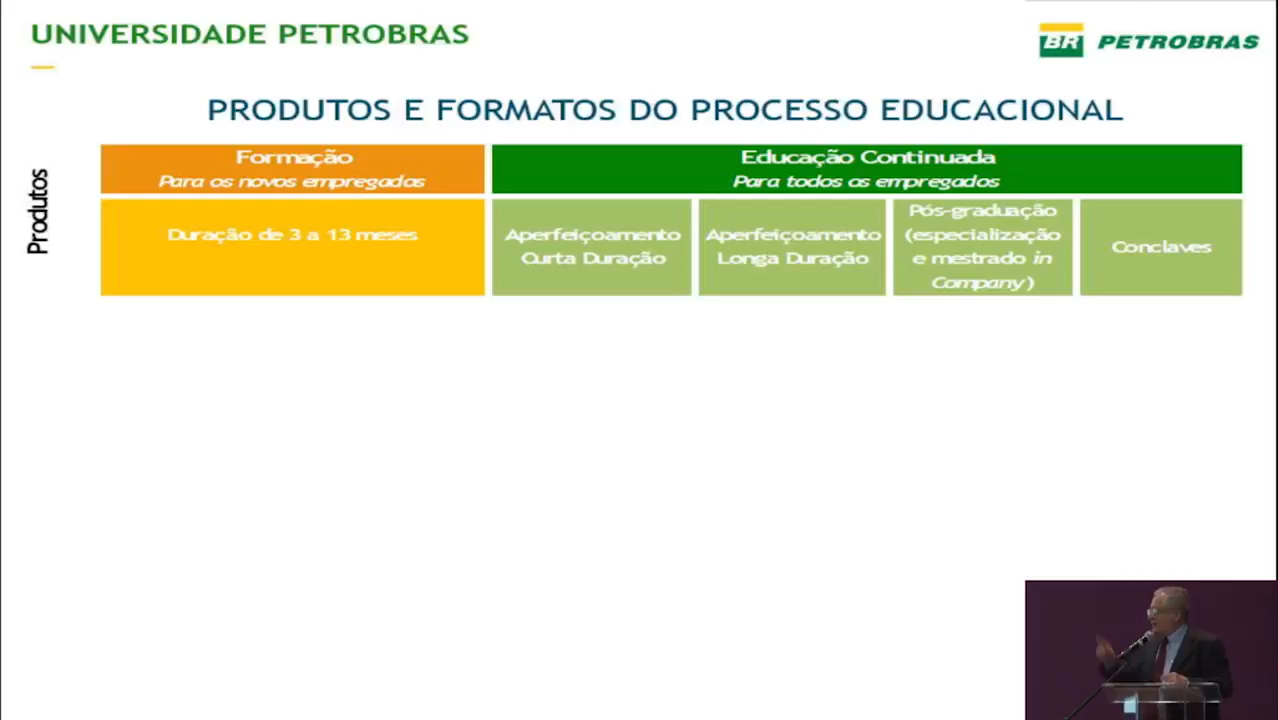 UNIVERSIDADE PETROBRAS
BR PETROBRAS
PRODUTOS E FORMATOS DO PROCESSO EDUCACIONAL
Produtos
Formação
Para os novos empregados
Educação Continuada
Para todos os empregados
Duração de 3 a 13 meses
Aperfeiçoamento
Curta Duração
Aperfeiçoamento
Longa Duração
Pós-graduação
(especialização
e mestrado in
Company)
Conclaves